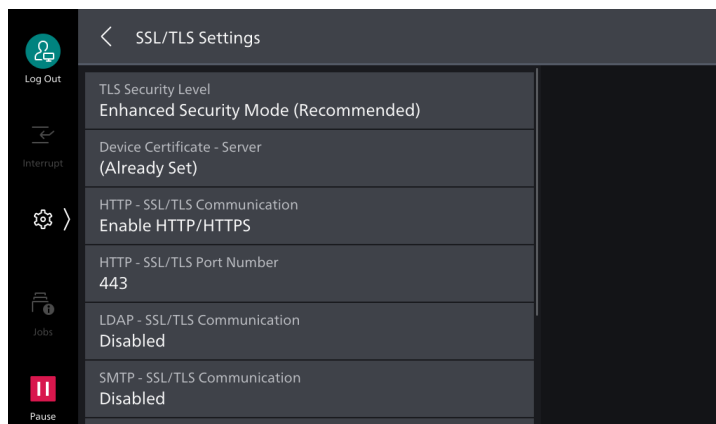 SSL/TLS Settings
Log Out
Interrupt
Jobs
Pause
TLS Security Level
Enhanced Security Mode (Recommended)
Device Certificate - Server
(Already Set)
HTTP - SSL/TLS Communication
Enable HTTP/HTTPS
HTTP - SSL/TLS Port Number
443
LDAP - SSL/TLS Communication
Disabled
SMTP - SSL/TLS Communication
Disabled